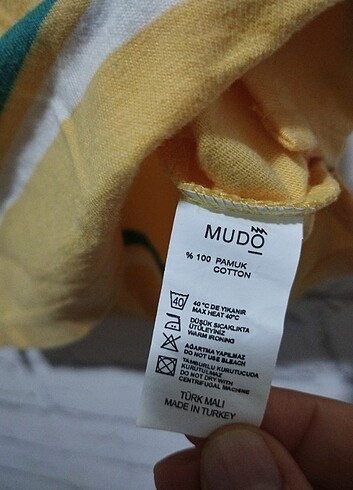 MUDO
% 100 PAMUK
COTTON
40
40 °C DE YIKANIR
MAX HEAT 40°C
DÜŞÜK SICAKLIKTA
ÜTÜLEYİNİZ
WARM IRONING
AĞARTMA YAPILMAZ
DO NOT USE BLEACH
TAMBURLU KURUTUCUDA
KURUTULMAZ
DO NOT DRY WITH
CENTRIFUGAL MACHINE
TÜRK MALI
MADE IN TURKEY